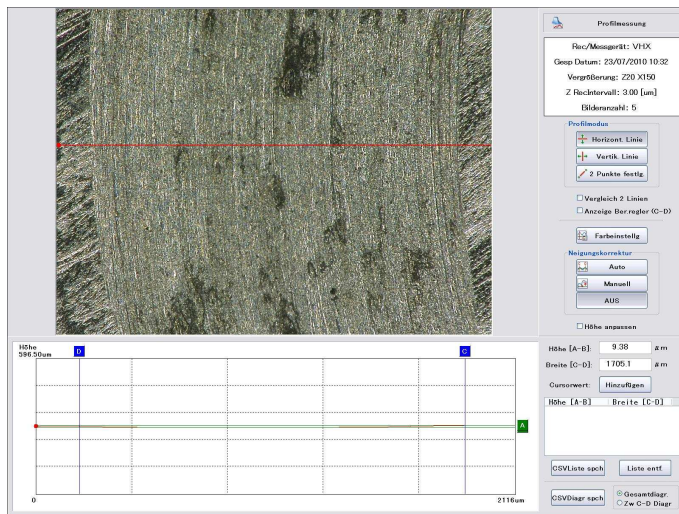 Profilmessung
Rec/Messgerät: VHX
Gesp Datum: 23/07/2010 10:32
Vergrößerung: Z20 X150
Z RecIntervall: 3.00 [um]
Bilderanzahl: 5
Profilmodus
Horizont. Linie
Vertik. Linie
2 Punkte festlg.
Vergleich 2 Linien
Anzeige Ber.regler (C-D)
Farbeinstellg
Neigungskorrektur
Auto
Manuell
AUS
Höhe anpassen
Höhe
596.50um
D
C
A
0
2116um
Höhe [A-B]: 9.38 μm
Breite [C-D]: 1705.1 μm
Cursorwert: Hinzufügen
Höhe [A-B] Breite [C-D]
CSVListe spch Liste entf.
CSVDiagr spch Gesamtdiagr.
Zw C-D Diagr